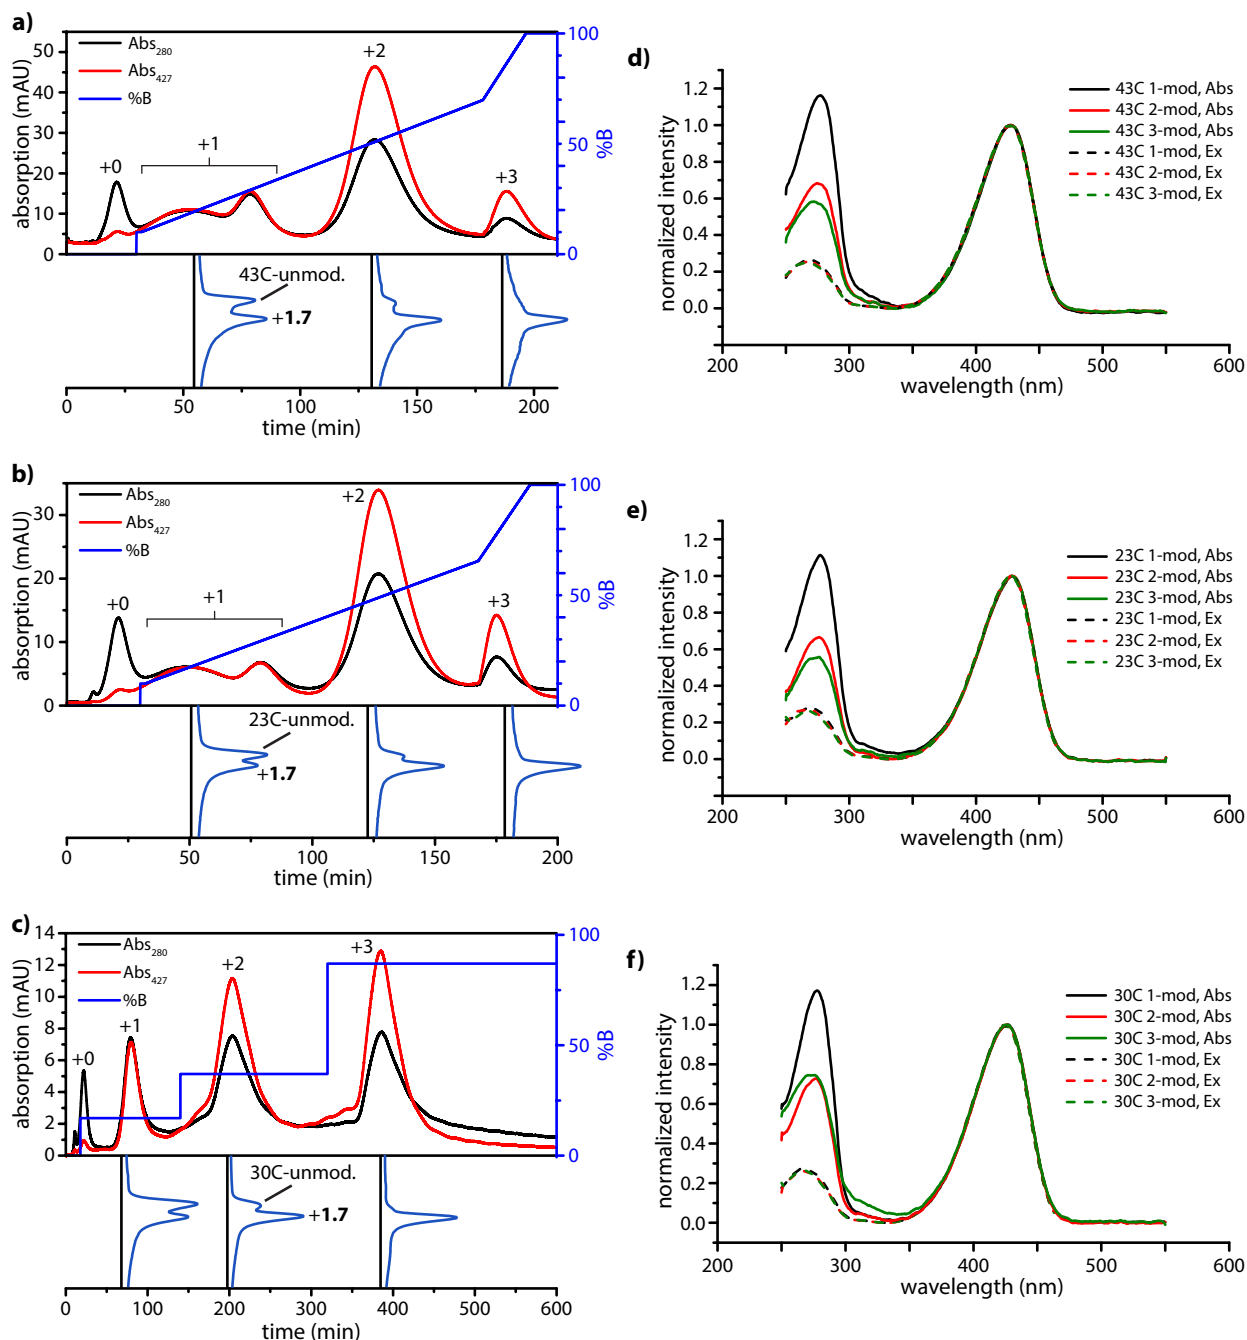 a)
Abs280
Abs427
%B
+0
+1
+2
+3
absorption (mAU)
0
10
20
30
40
50
0
50
100
%B
43C-unmod.
+1.7
0
50
100
150
200
time (min)
b)
Abs280
Abs427
%B
+0
+1
+2
+3
absorption (mAU)
0
10
20
30
0
20
40
60
80
100
%B
23C-unmod.
+1.7
0
50
100
150
200
time (min)
c)
Abs280
Abs427
%B
+0
+1
+2
+3
absorption (mAU)
0
2
4
6
8
10
12
14
0
50
100
%B
30C-unmod.
+1.7
0
100
200
300
400
500
600
time (min)
d)
43C 1-mod, Abs
43C 2-mod, Abs
43C 3-mod, Abs
43C 1-mod, Ex
43C 2-mod, Ex
43C 3-mod, Ex
normalized intensity
1.2
1.0
0.8
0.6
0.4
0.2
0.0
200
300
400
500
600
wavelength (nm)
e)
23C 1-mod, Abs
23C 2-mod, Abs
23C 3-mod, Abs
23C 1-mod, Ex
23C 2-mod, Ex
23C 3-mod, Ex
normalized intensity
1.2
1.0
0.8
0.6
0.4
0.2
0.0
200
300
400
500
600
wavelength (nm)
f)
30C 1-mod, Abs
30C 2-mod, Abs
30C 3-mod, Abs
30C 1-mod, Ex
30C 2-mod, Ex
30C 3-mod, Ex
normalized intensity
1.2
1.0
0.8
0.6
0.4
0.2
0.0
200
300
400
500
600
wavelength (nm)